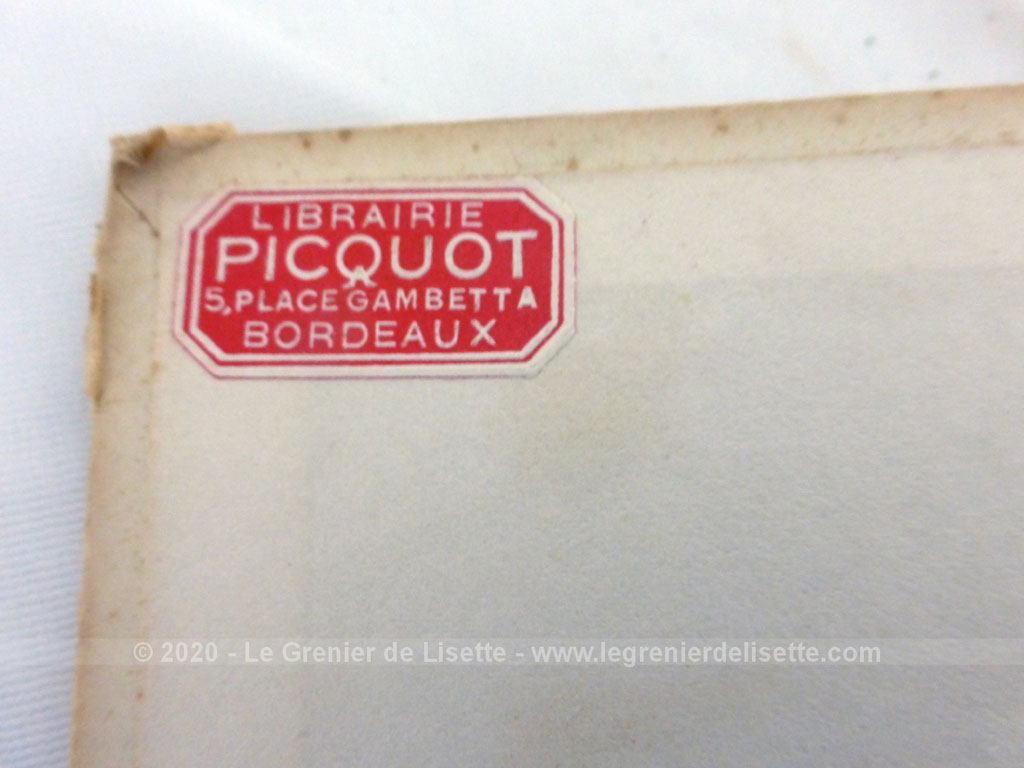 LIBRAIRIE
PICQUOT
5, PLACE GAMBETTA
BORDEAUX
© 2020 - Le Grenier de Lisette - www.legrenierdelisette.com